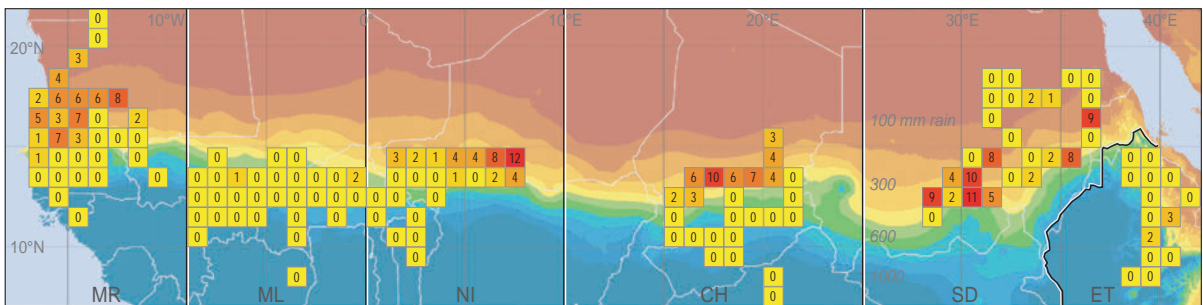 0 10°W 0° 10°E 20°E 30°E 40°E
20°N 0
3
4 0 0 0 0
2 6 6 6 8 0 0 2 1 0
5 3 7 0 2 100 mm rain 0 9
1 7 3 0 0 0 3 0 0
1 0 0 0 0 0 0 3 2 1 4 4 8 12 4 0 8 0 2 8 0 0
0 0 0 0 0 0 0 1 0 0 0 0 0 2 0 0 0 1 0 2 4 6 10 6 7 4 0 300 4 10 0 2 0 0
0 0 0 0 0 0 0 0 0 0 0 0 0 0 2 3 0 0 9 2 11 5 0
0 0 0 0 0 0 0 0 0 0 0 0 0 0 0 0 0 0 0 3
10°N 0 0 0 0 0 0 0 0 600 2
0 0 0 0 0
0 0 1000 0 0
MR ML NI CH 0 SD ET